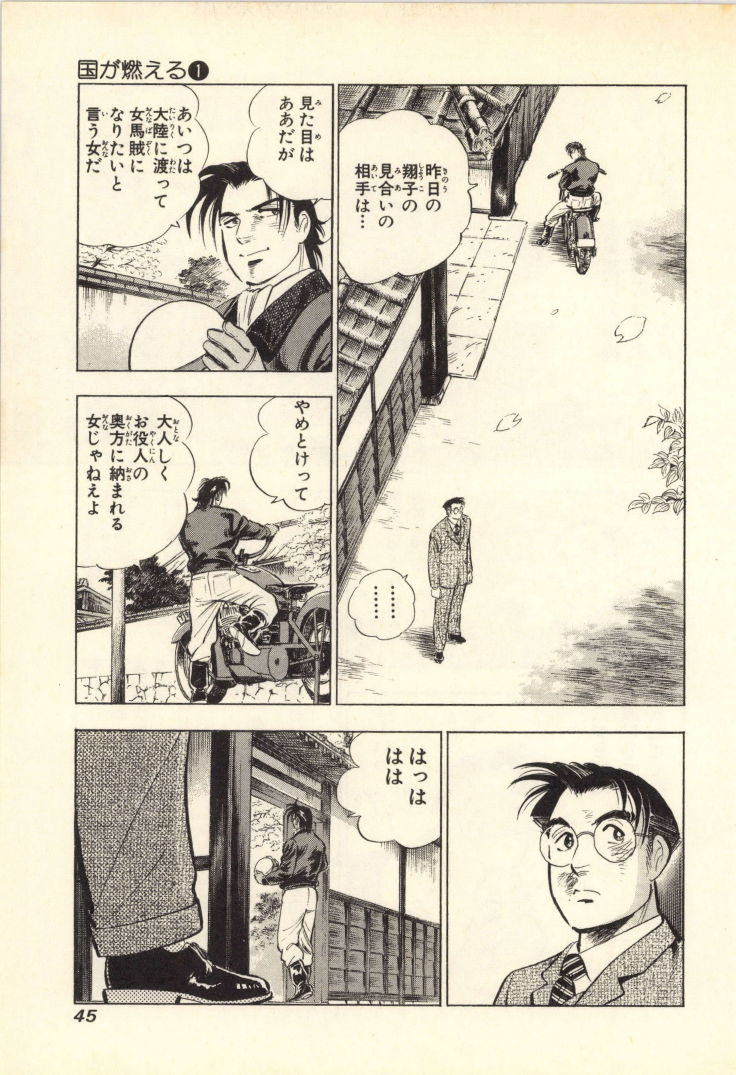 国が燃える❶
昨日の
翔子の
見合いの
相手は…
……
……
見た目は
ああだが
あいつは
大陸に渡って
女馬賊に
なりたいと
言う女だ
やめとけって
大人しく
お役人の
奥方に納まれる
女じゃねえよ
はっは
はは
45